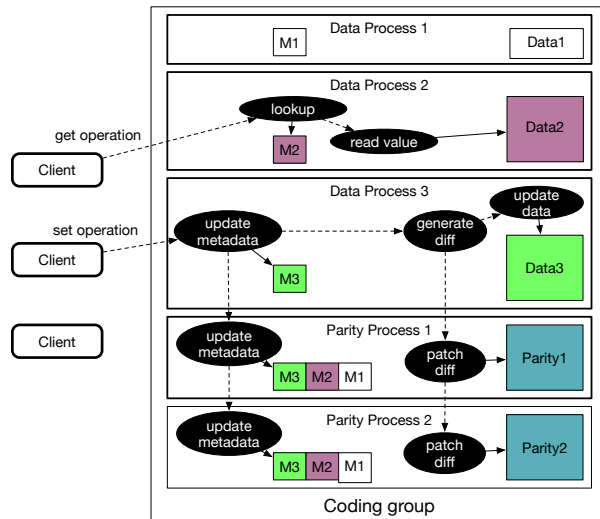 Data Process 1
M1
Data1
Data Process 2
lookup
get operation
M2
read value
Data2
Client
Data Process 3
update
data
update
metadata
generate
diff
set operation
Client
M3
Data3
Client
Parity Process 1
update
metadata
patch
diff
Parity1
M3 M2 M1
Parity Process 2
update
metadata
patch
diff
Parity2
M3 M2 M1
Coding group